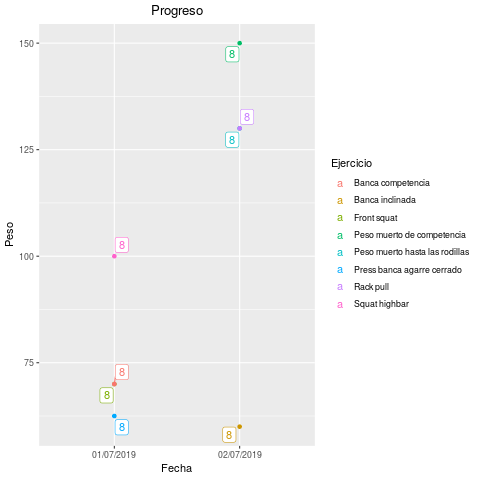 Progreso
150
125
100
75
Peso
8
8
8
8
8
8
8
8
01/07/2019
02/07/2019
Fecha
Ejercicio
a Banca competencia
a Banca inclinada
a Front squat
a Peso muerto de competencia
a Peso muerto hasta las rodillas
a Press banca agarre cerrado
a Rack pull
a Squat highbar